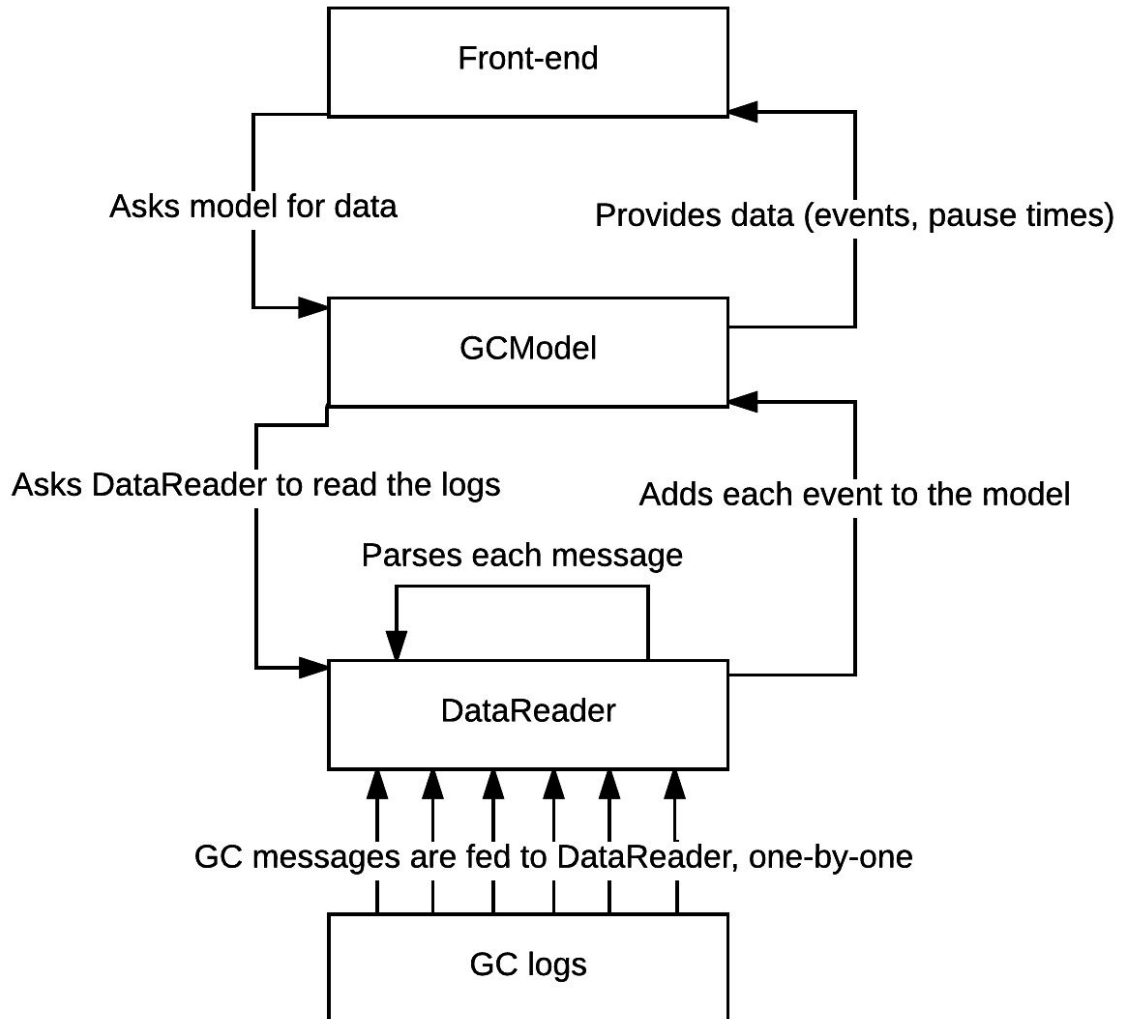 Front-end
Asks model for data
Provides data (events, pause times)
GCModel
Asks DataReader to read the logs
Adds each event to the model
Parses each message
DataReader
GC messages are fed to DataReader, one-by-one
GC logs